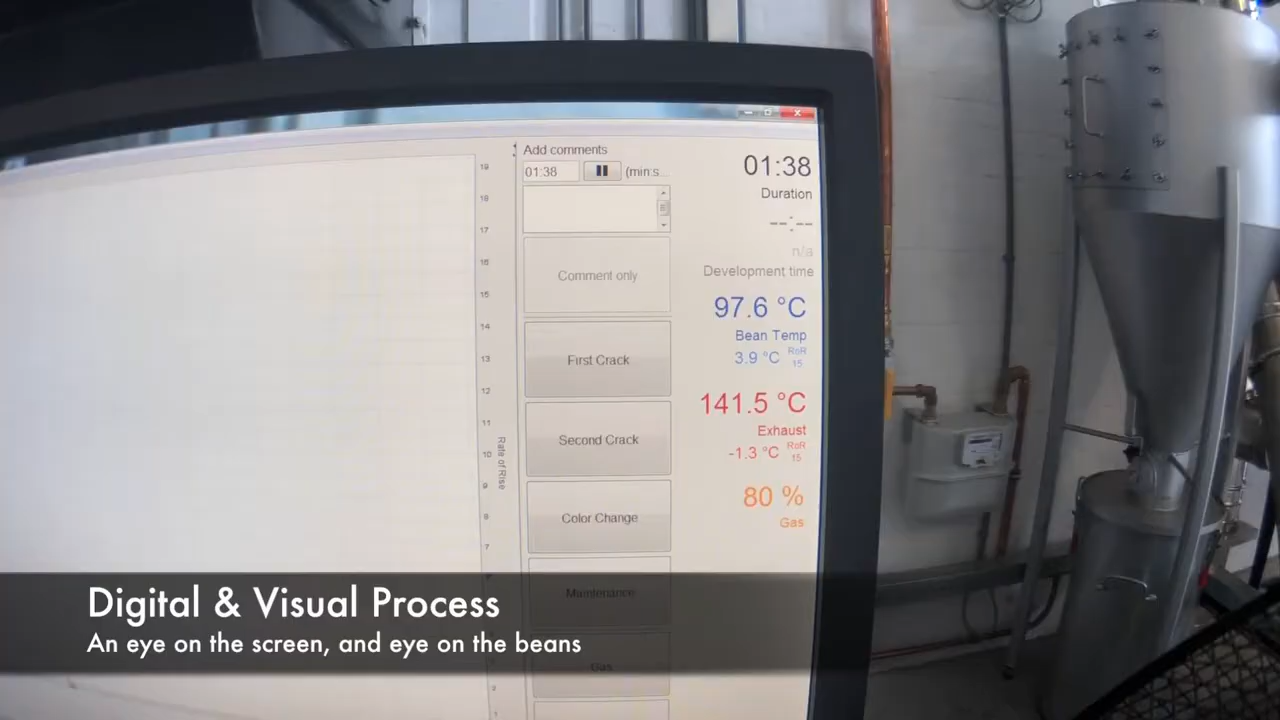 Add comments
01:38
(min:s...
Comment only
First Crack
Second Crack
Color Change
Maintenance
Gas
01:38
Duration
--:--
n/a
Development time
97.6 °C
Bean Temp
3.9 °C RoR 15
141.5 °C
Exhaust
-1.3 °C RoR 15
80 %
Gas
19
18
17
16
15
14
13
12
11
10
9
8
7
2
1
Rate of Rise
Digital & Visual Process
An eye on the screen, and eye on the beans